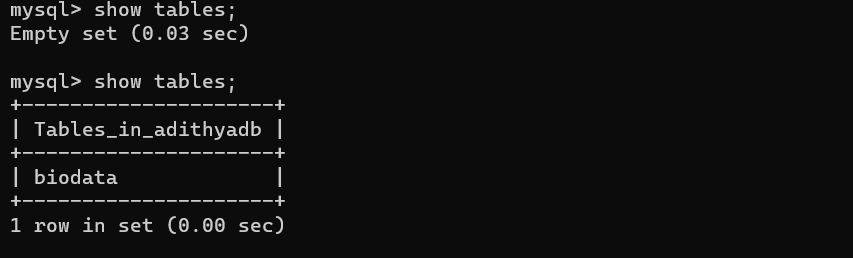 mysql> show tables;
Empty set (0.03 sec)
mysql> show tables;
+---------------------+
| Tables_in_adithyadb |
+---------------------+
| biodata             |
+---------------------+
1 row in set (0.00 sec)